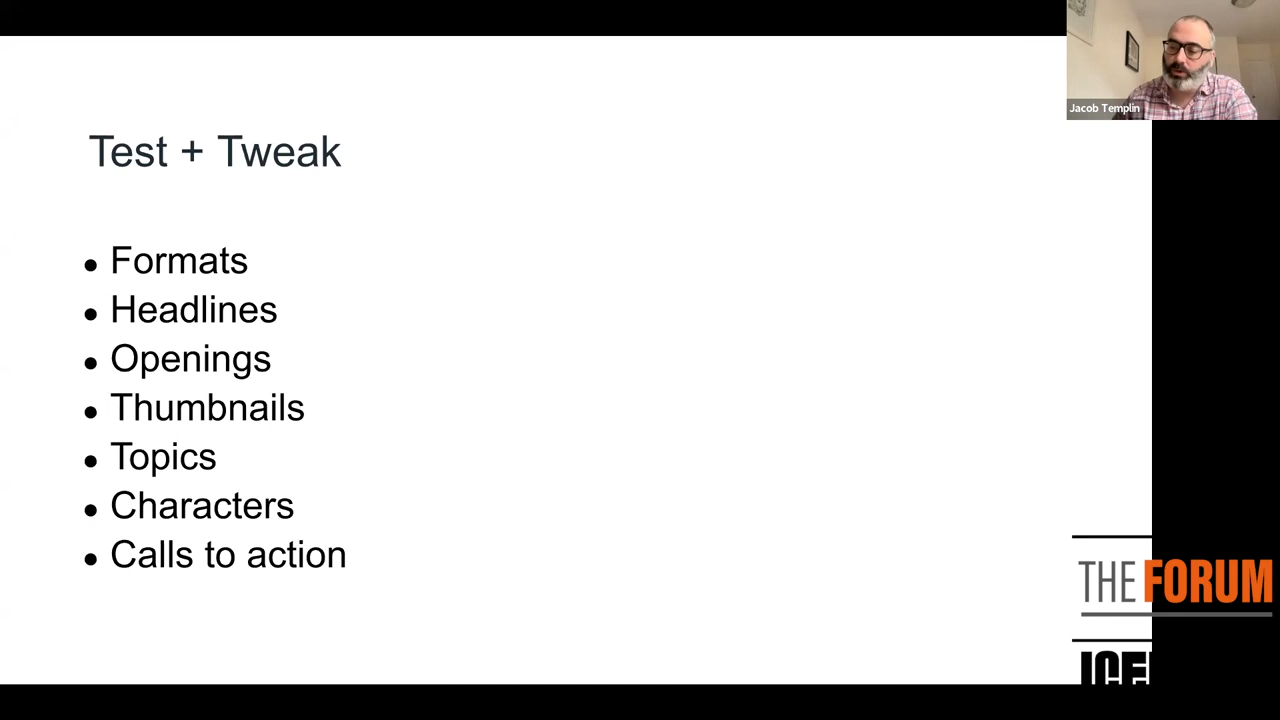 Jacob Templin
Test + Tweak
● Formats
● Headlines
● Openings
● Thumbnails
● Topics
● Characters
● Calls to action
THE FORUM